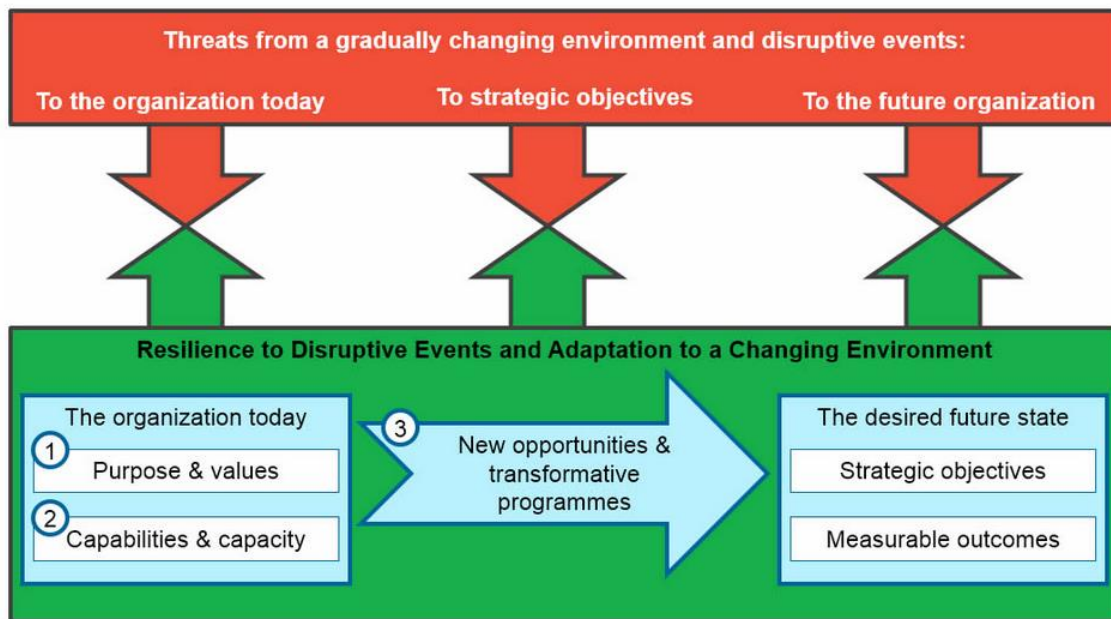 Threats from a gradually changing environment and disruptive events:
To the organization today
To strategic objectives
To the future organization
Resilience to Disruptive Events and Adaptation to a Changing Environment
The organization today
1
Purpose & values
2
Capabilities & capacity
3
New opportunities &
transformative
programmes
The desired future state
Strategic objectives
Measurable outcomes